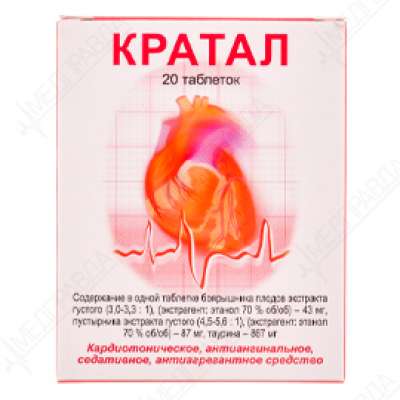 КРАТАЛ
20 таблеток
Содержание в одной таблетке боярышника плодов экстракта
густого (3,0-3,3 : 1), (экстрагент: этанол 70 % об/об) – 43 мг,
пустырника экстракта густого (4,5-5,6 : 1), (экстрагент: этанол
70 % об/об) – 87 мг, таурина – 867 мг
Кардиотоническое, антиангинальное,
седативное, антиагрегантное средство